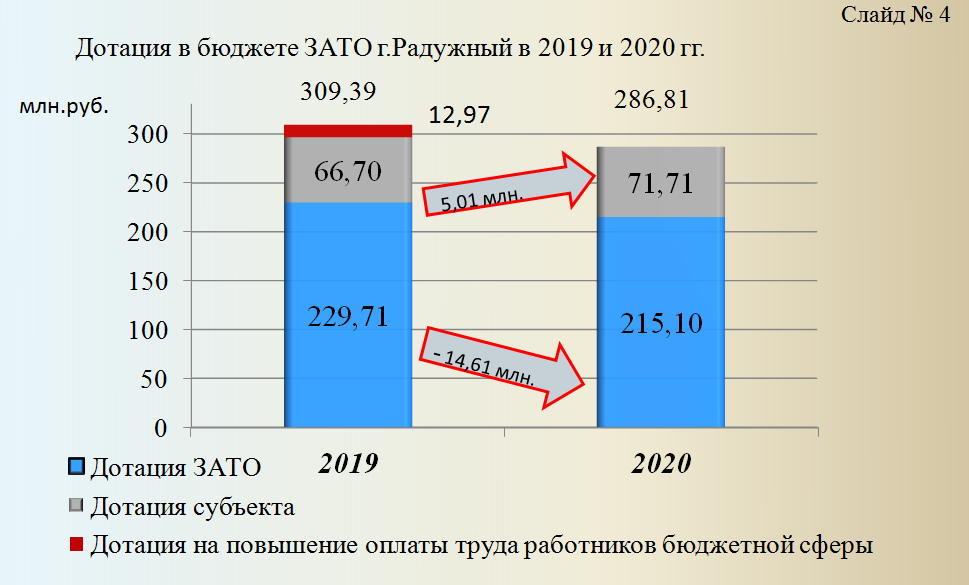 Слайд № 4
Дотация в бюджете ЗАТО г.Радужный в 2019 и 2020 гг.
млн.руб.
309,39
286,81
12,97
300
250
200
150
100
50
0
66,70
71,71
5,01 млн.
229,71
215,10
- 14,61 млн.
2019
2020
Дотация ЗАТО
Дотация субъекта
Дотация на повышение оплаты труда работников бюджетной сферы